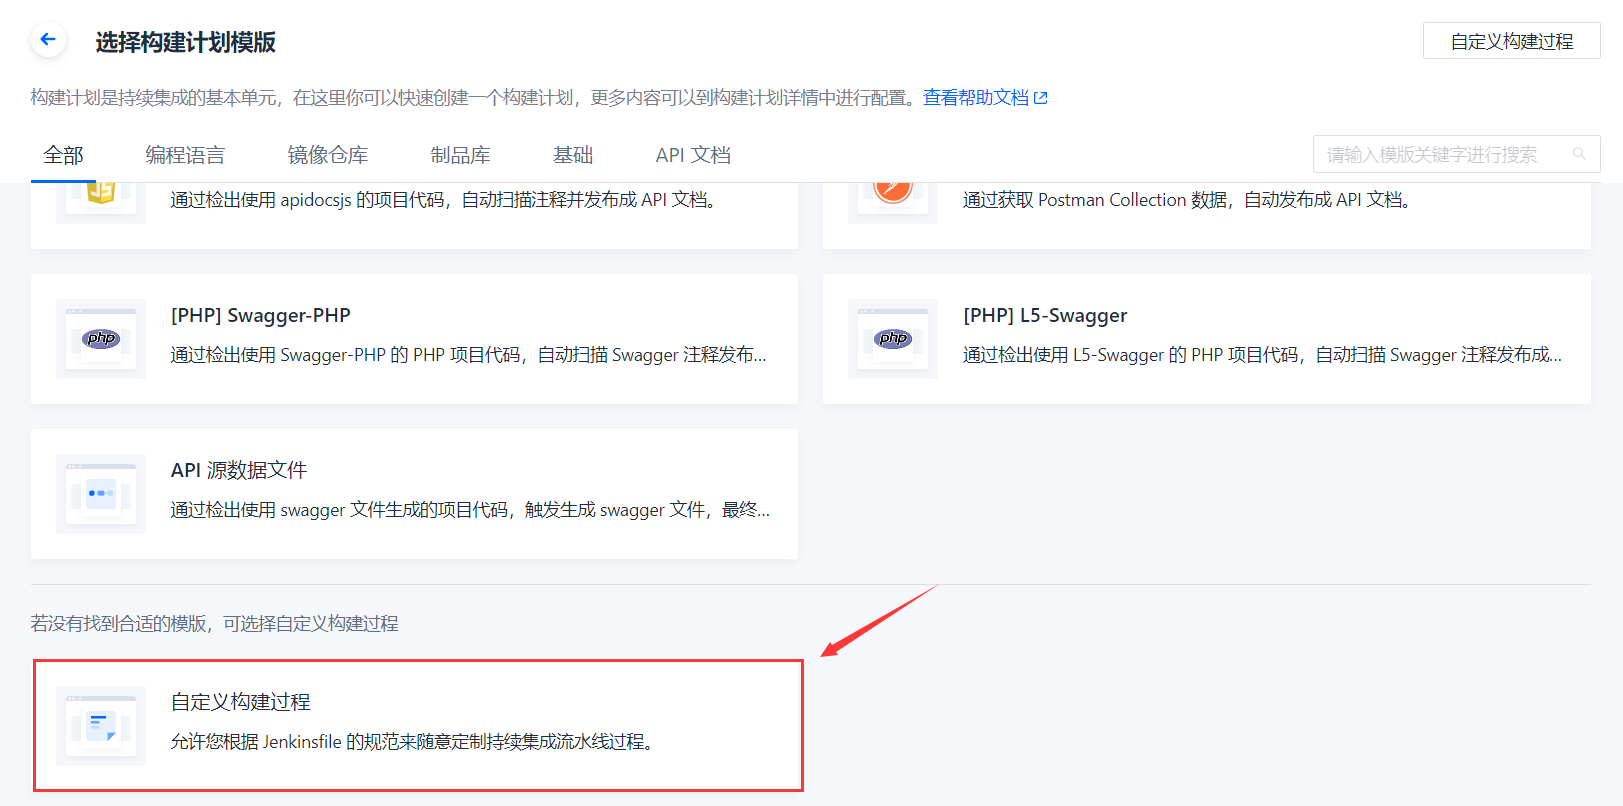 选择构建计划模版
自定义构建过程
构建计划是持续集成的基本单元，在这里你可以快速创建一个构建计划，更多内容可以到构建计划详情中进行配置。查看帮助文档
全部 编程语言 镜像仓库 制品库 基础 API 文档
请输入模版关键字进行搜索
JS
通过检出使用 apidocsjs 的项目代码，自动扫描注释并发布成 API 文档。
通过获取 Postman Collection 数据，自动发布成 API 文档。
php
[PHP] Swagger-PHP
通过检出使用 Swagger-PHP 的 PHP 项目代码，自动扫描 Swagger 注释发布...
php
[PHP] L5-Swagger
通过检出使用 L5-Swagger 的 PHP 项目代码，自动扫描 Swagger 注释发布成...
API 源数据文件
通过检出使用 swagger 文件生成的项目代码，触发生成 swagger 文件，最终...
若没有找到合适的模版，可选择自定义构建过程
自定义构建过程
允许您根据 Jenkinsfile 的规范来随意定制持续集成流水线过程。